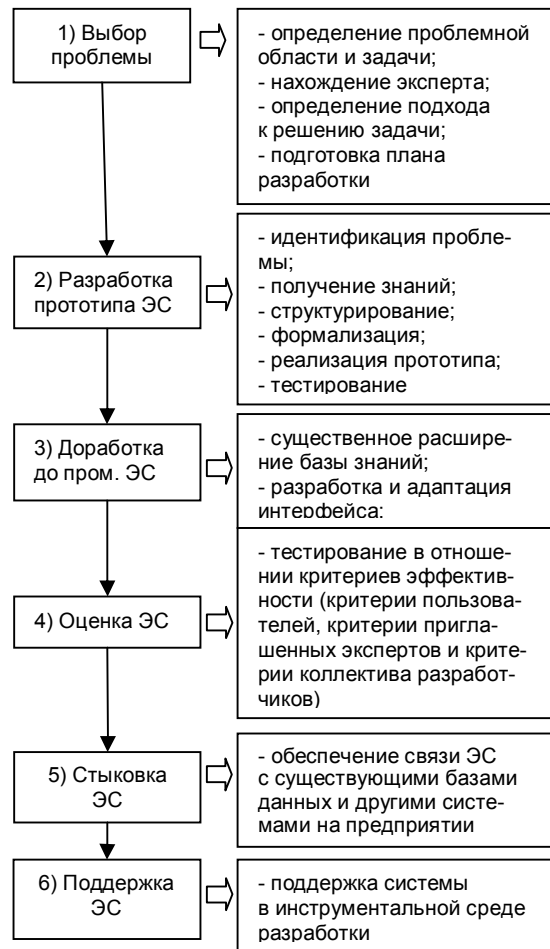 1) Выбор
проблемы
- определение проблемной
области и задачи;
- нахождение эксперта;
- определение подхода
к решению задачи;
- подготовка плана
разработки
2) Разработка
прототипа ЭС
- идентификация пробле-
мы;
- получение знаний;
- структурирование;
- формализация;
- реализация прототипа;
- тестирование
3) Доработка
до пром. ЭС
- существенное расшире-
ние базы знаний;
- разработка и адаптация
интерфейса;
4) Оценка ЭС
- тестирование в отноше-
нии критериев эффектив-
ности (критерии пользова-
телей, критерии пригла-
шенных экспертов и крите-
рии коллектива разработ-
чиков)
5) Стыковка
ЭС
- обеспечение связи ЭС
с существующими базами
данных и другими систе-
мами на предприятии
6) Поддержка
ЭС
- поддержка системы
в инструментальной среде
разработки